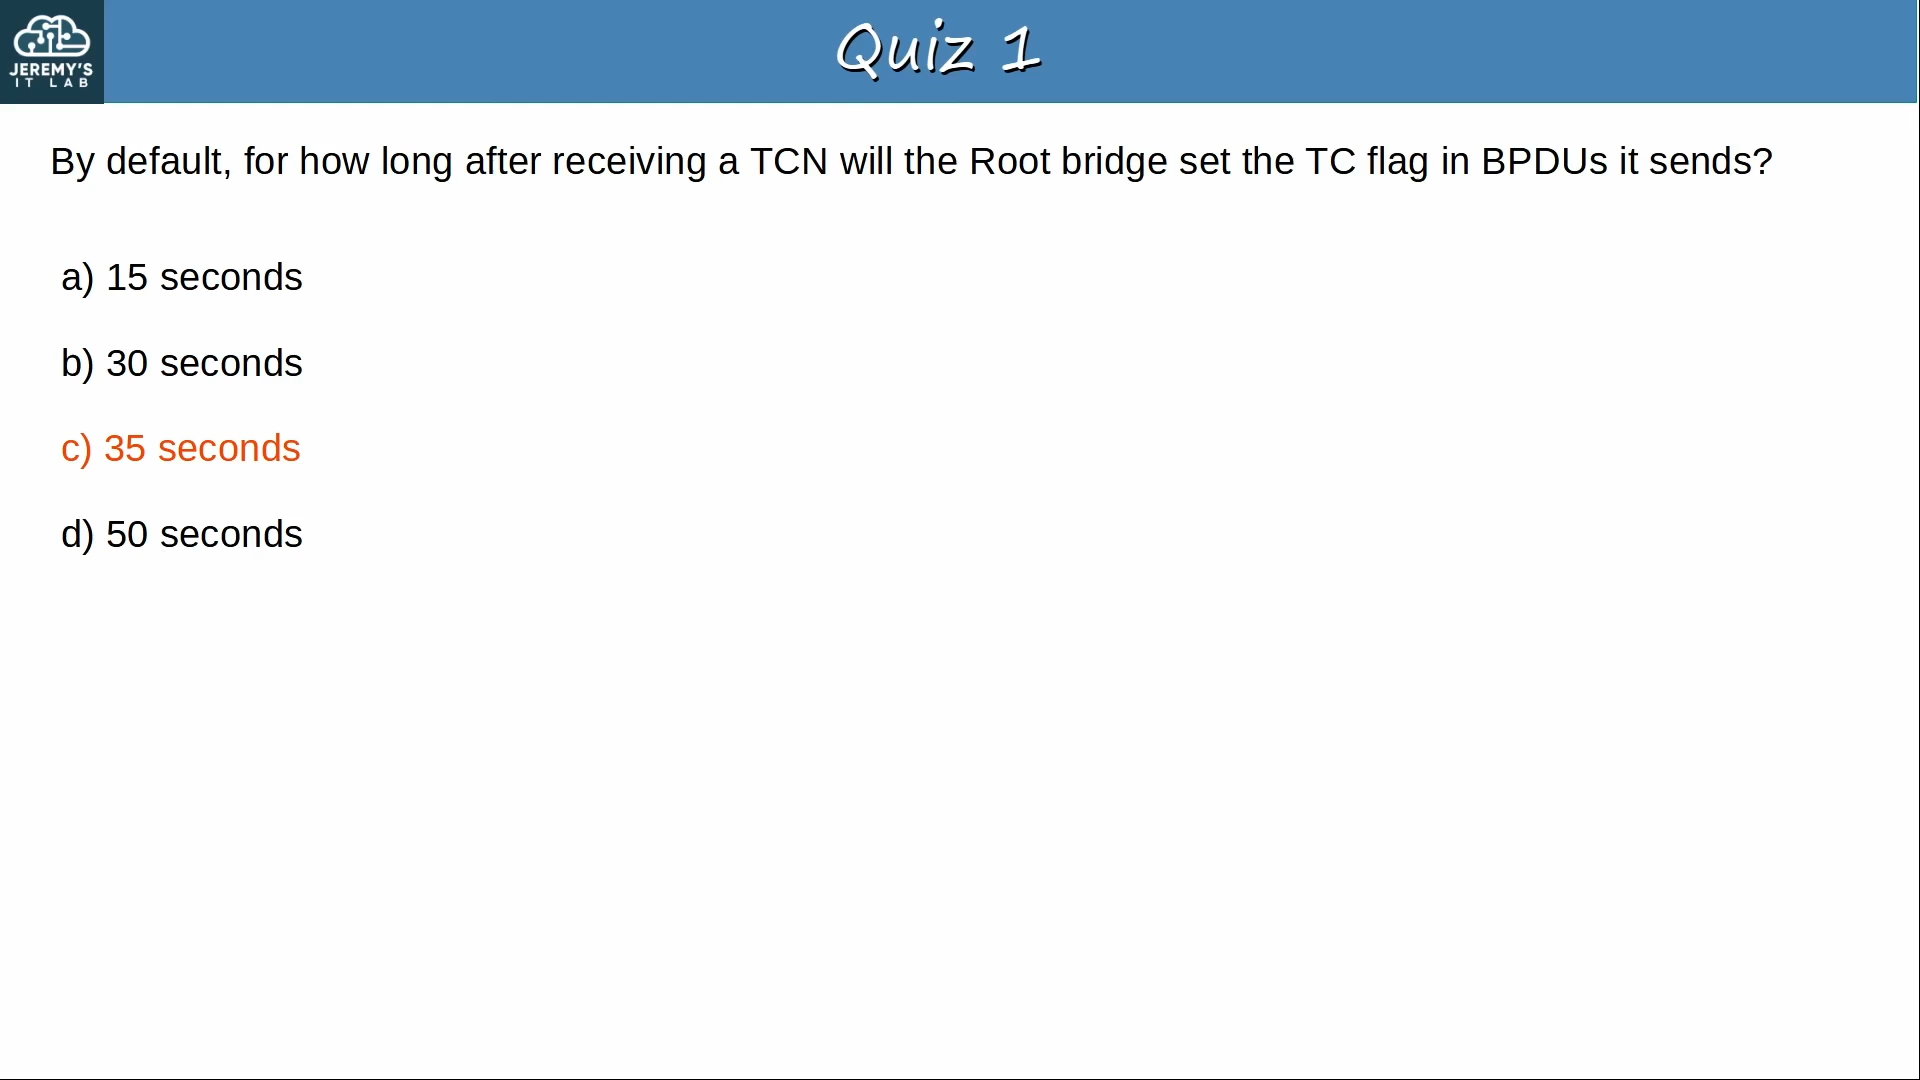 JEREMY'S
IT LAB
Quiz 1
By default, for how long after receiving a TCN will the Root bridge set the TC flag in BPDUs it sends?
a) 15 seconds
b) 30 seconds
c) 35 seconds
d) 50 seconds